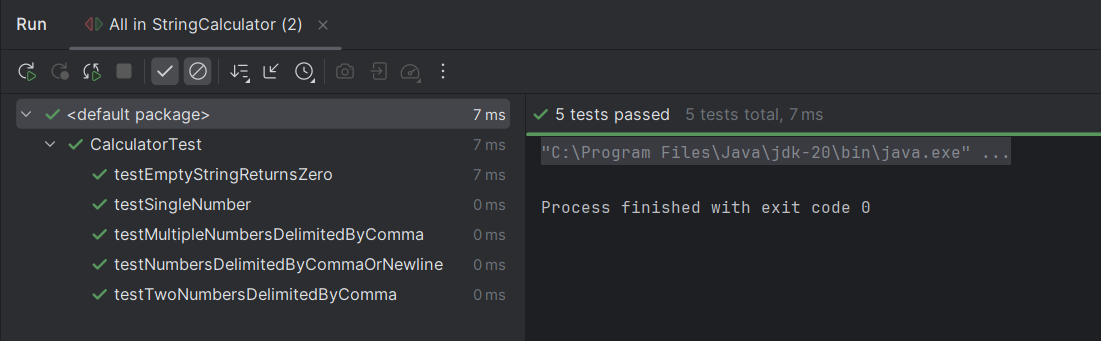 Run All in StringCalculator (2)
<default package> 7 ms
CalculatorTest 7 ms
testEmptyStringReturnsZero 7 ms
testSingleNumber 0 ms
testMultipleNumbersDelimitedByComma 0 ms
testNumbersDelimitedByCommaOrNewline 0 ms
testTwoNumbersDelimitedByComma 0 ms
5 tests passed 5 tests total, 7 ms
"C:\Program Files\Java\jdk-20\bin\java.exe" ...
Process finished with exit code 0